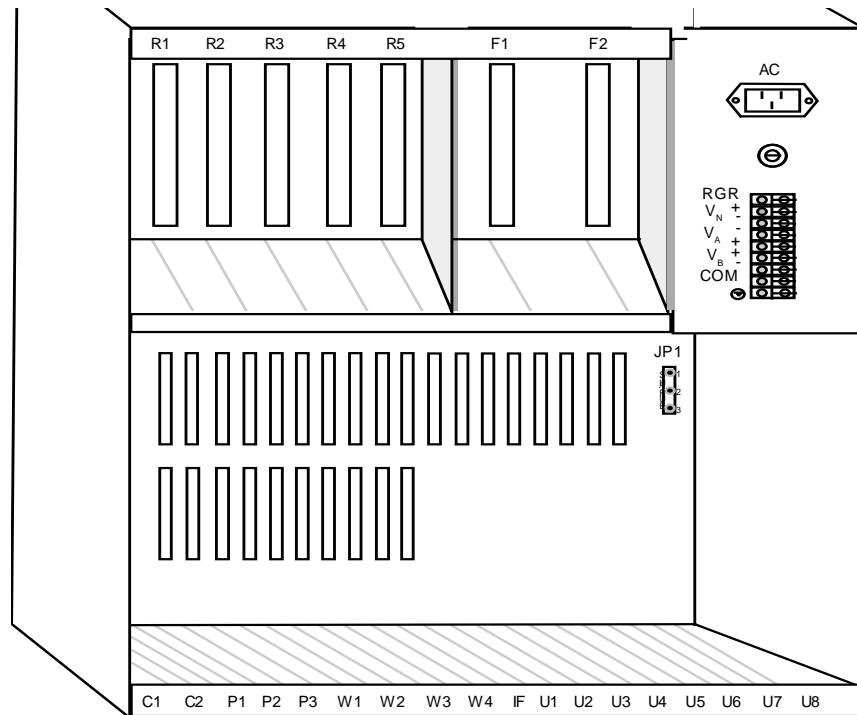 R1 R2 R3 R4 R5 F1 F2
AC
RGR
VN + -
VA - +
VB + -
COM
JP1
1
2
3
C1 C2 P1 P2 P3 W1 W2 W3 W4 IF U1 U2 U3 U4 U5 U6 U7 U8